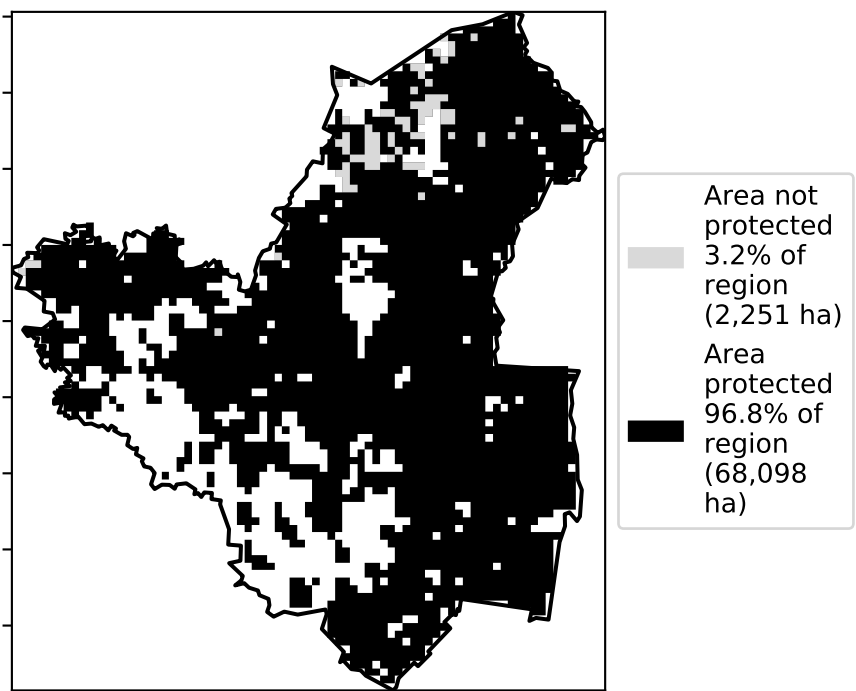 Area not
protected
3.2% of
region
(2,251 ha)
Area
protected
96.8% of
region
(68,098
ha)